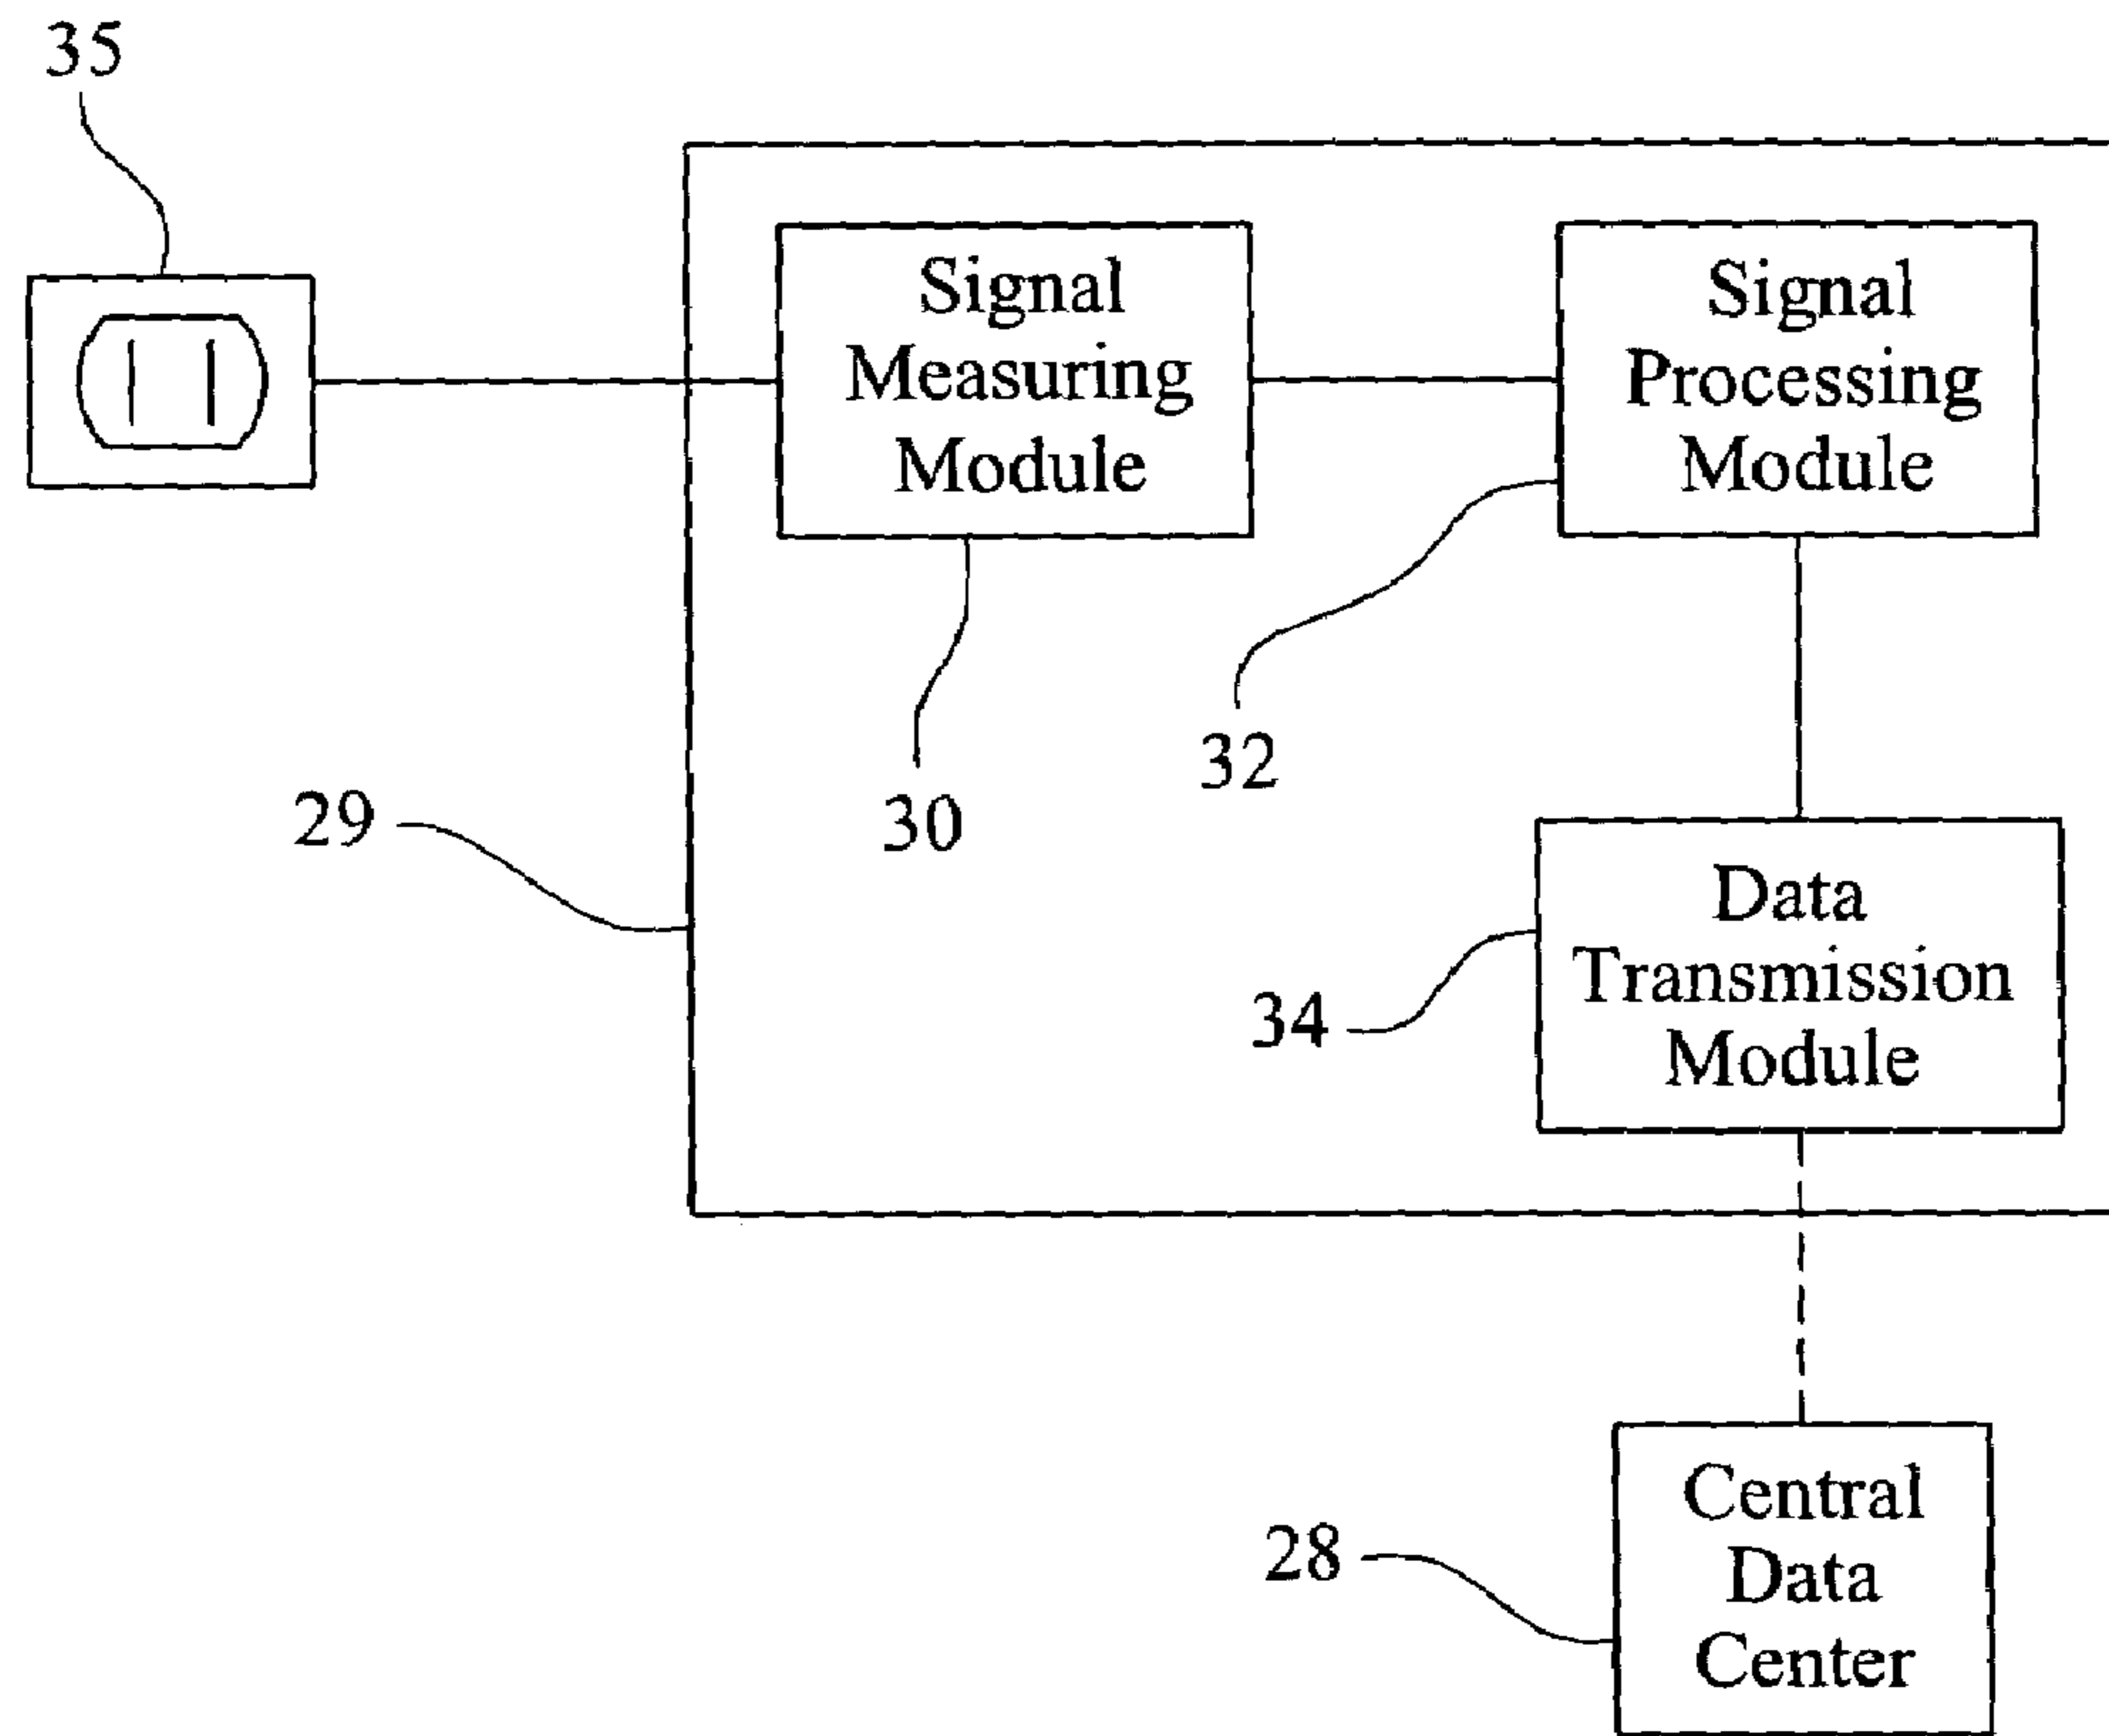 35
Signal
Measuring
Module
Signal
Processing
Module
32
30
29
Data
Transmission
Module
34
Central
Data
Center
28